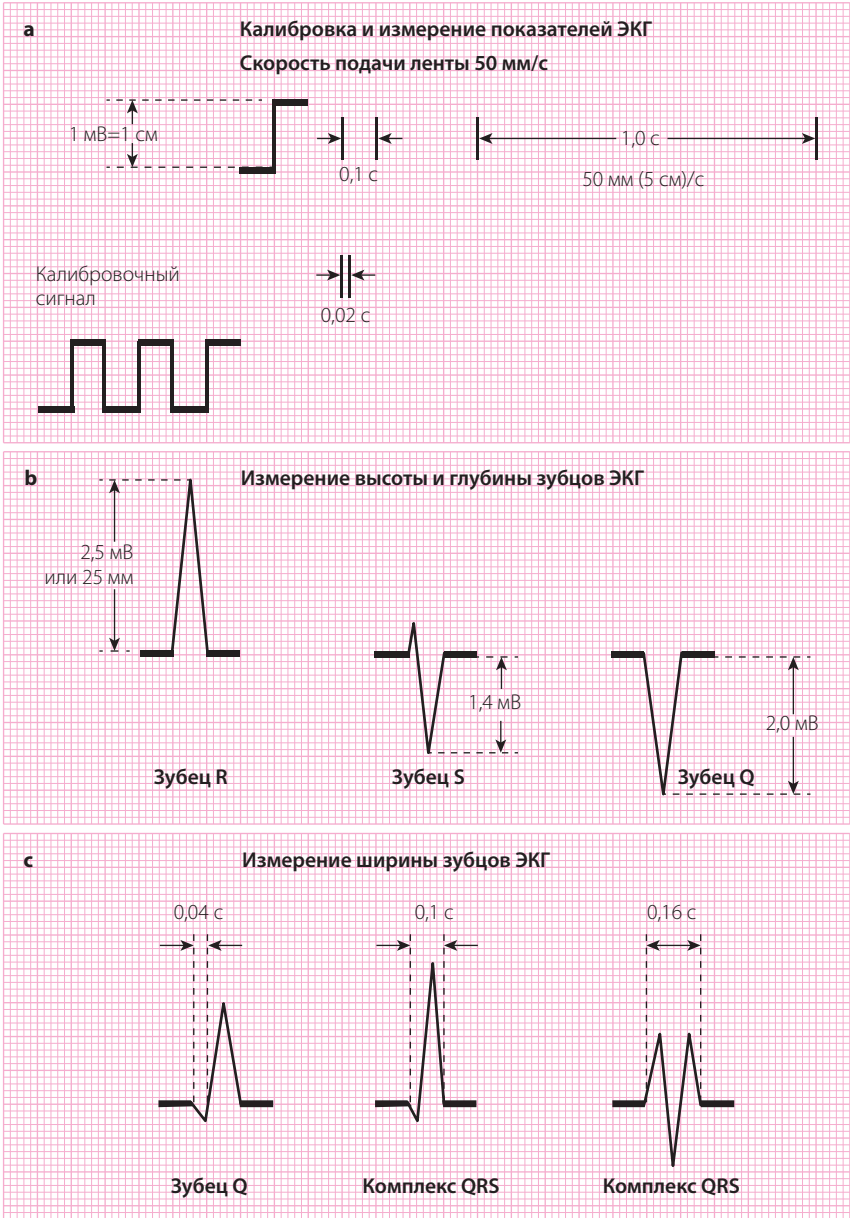 a
Калибровка и измерение показателей ЭКГ
Скорость подачи ленты 50 мм/с
1 мВ=1 см
0,1 с
1,0 с
50 мм (5 см)/с
Калибровочный
сигнал
0,02 с
b
Измерение высоты и глубины зубцов ЭКГ
2,5 мВ
или 25 мм
1,4 мВ
2,0 мВ
Зубец R
Зубец S
Зубец Q
c
Измерение ширины зубцов ЭКГ
0,04 с
0,1 с
0,16 с
Зубец Q
Комплекс QRS
Комплекс QRS